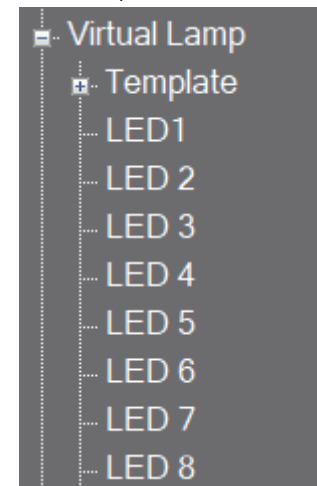 Virtual Lamp
Template
LED1
LED 2
LED 3
LED 4
LED 5
LED 6
LED 7
LED 8